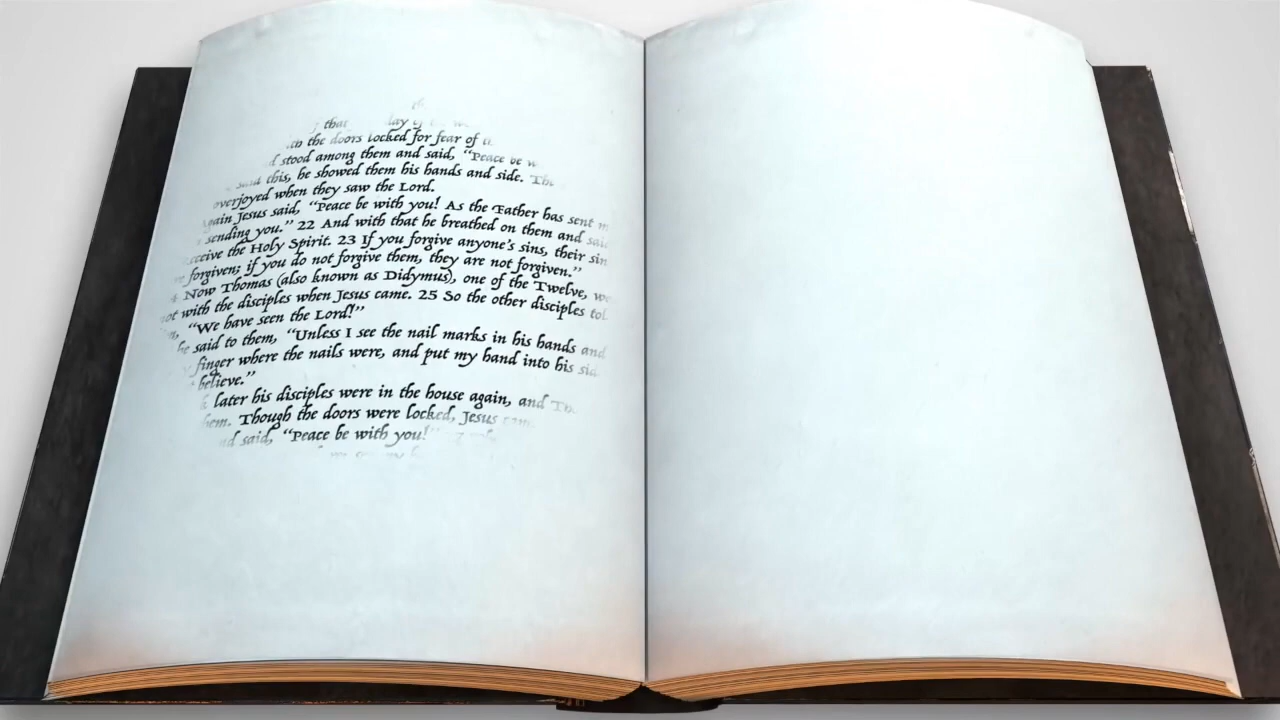 that day of
the doors locked for fear of
stood among them and said, “Peace be
said this, he showed them his hands and side.
overjoyed when they saw the Lord.
Jesus said, “Peace be with you! As the Father has sent
sending you.” 22 And with that he breathed on them and
the Holy Spirit. 23 If you forgive anyone’s sins, their
forgiven; if you do not forgive them, they are not forgiven.”
Now Thomas (also known as Didymus), one of the Twelve,
with the disciples when Jesus came. 25 So the other disciples
“We have seen the Lord!”
he said to them, “Unless I see the nail marks in his hands and
finger where the nails were, and put my hand into his
believe.”
later his disciples were in the house again, and
Though the doors were locked, Jesus
said, “Peace be with you!”